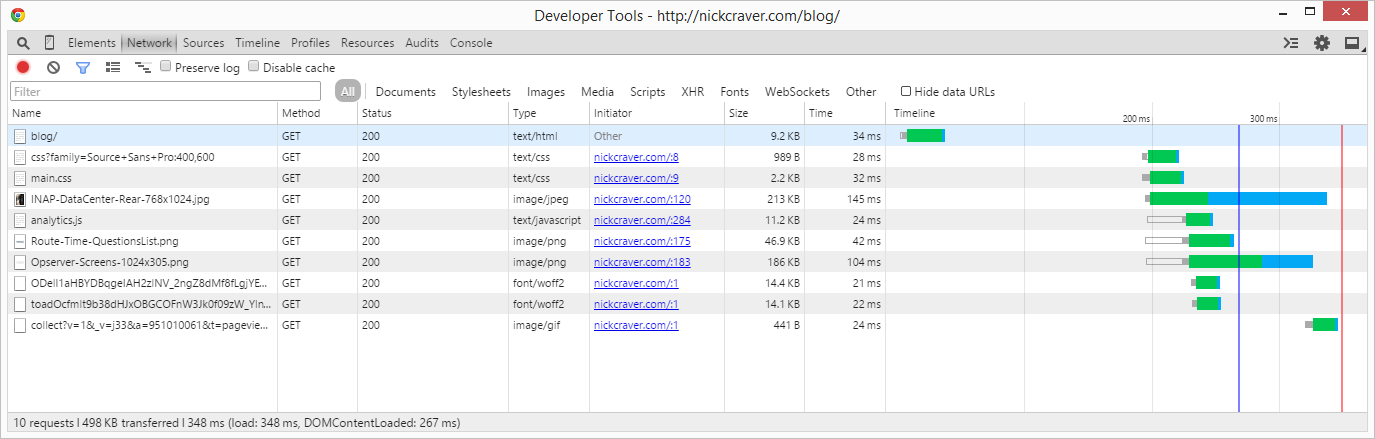 Developer Tools - http://nickcraver.com/blog/
Elements Network Sources Timeline Profiles Resources Audits Console
Preserve log Disable cache
Filter All Documents Stylesheets Images Media Scripts XHR Fonts WebSockets Other Hide data URLs
Name Method Status Type Initiator Size Time Timeline 200 ms 300 ms
blog/ GET 200 text/html Other 9.2 KB 34 ms
css?family=Source+Sans+Pro:400,600 GET 200 text/css nickcraver.com/:8 989 B 28 ms
main.css GET 200 text/css nickcraver.com/:9 2.2 KB 32 ms
INAP-DataCenter-Rear-768x1024.jpg GET 200 image/jpeg nickcraver.com/:120 213 KB 145 ms
analytics.js GET 200 text/javascript nickcraver.com/:284 11.2 KB 24 ms
Route-Time-QuestionsList.png GET 200 image/png nickcraver.com/:175 46.9 KB 42 ms
Opserver-Screens-1024x305.png GET 200 image/png nickcraver.com/:183 186 KB 104 ms
GET 200 font/woff2 nickcraver.com/:1 14.4 KB 21 ms
GET 200 font/woff2 nickcraver.com/:1 14.1 KB 22 ms
collect?v=1&_v=j33&a=951010061&t=pagevie... GET 200 image/gif nickcraver.com/:1 441 B 24 ms
10 requests | 498 KB transferred | 348 ms (load: 348 ms, DOMContentLoaded: 267 ms)